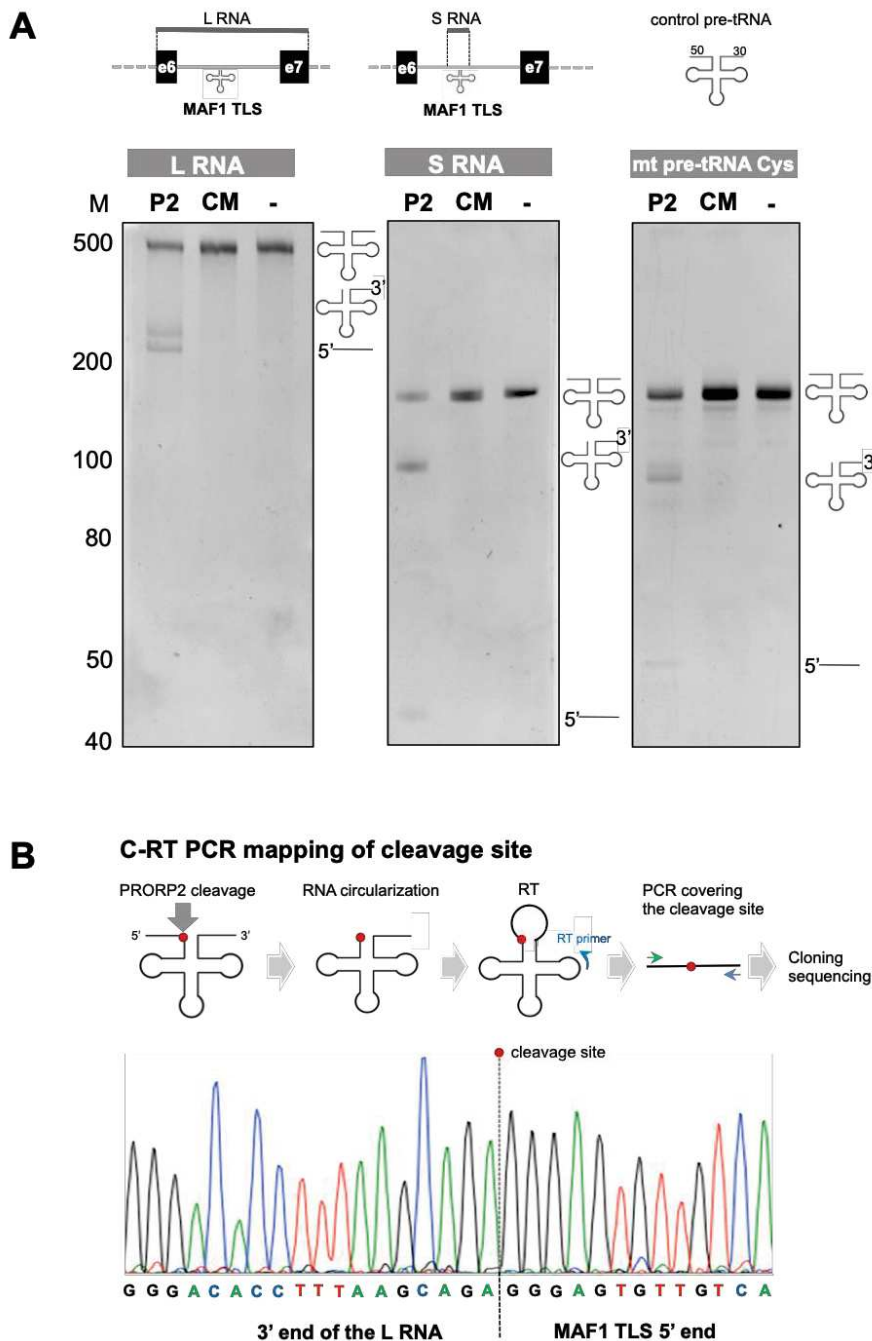 A
L RNA
S RNA
control pre-tRNA
e6
e7
e6
e7
50
30
MAF1 TLS
MAF1 TLS
L RNA
S RNA
mt pre-tRNA Cys
M
P2
CM
-
P2
CM
-
P2
CM
-
500
200
100
80
60
50
40
3'
5'
3'
5'
3'
5'
B
C-RT PCR mapping of cleavage site
PRORP2 cleavage
RNA circularization
RT
PCR covering
the cleavage site
5'
3'
RT primer
Cloning
sequencing
cleavage site
G G G A C A C C T T T A A G C A G A G G G A G T G T T G T C A
3' end of the L RNA
MAF1 TLS 5' end